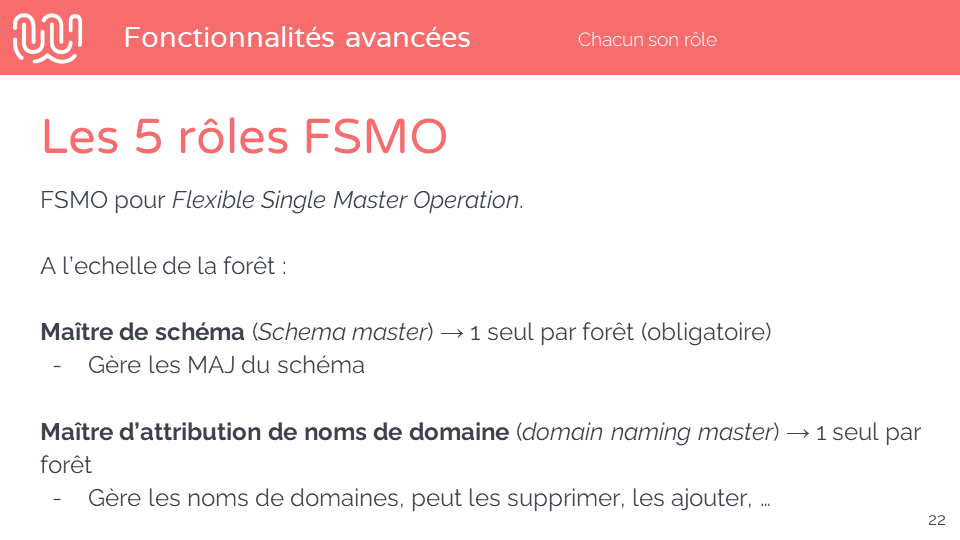 Fonctionnalités avancées
Chacun son rôle
Les 5 rôles FSMO
FSMO pour Flexible Single Master Operation.
A l'echelle de la forêt :
Maître de schéma (Schema master) → 1 seul par forêt (obligatoire)
- Gère les MAJ du schéma
Maître d'attribution de noms de domaine (domain naming master) → 1 seul par
forêt
- Gère les noms de domaines, peut les supprimer, les ajouter, …
22